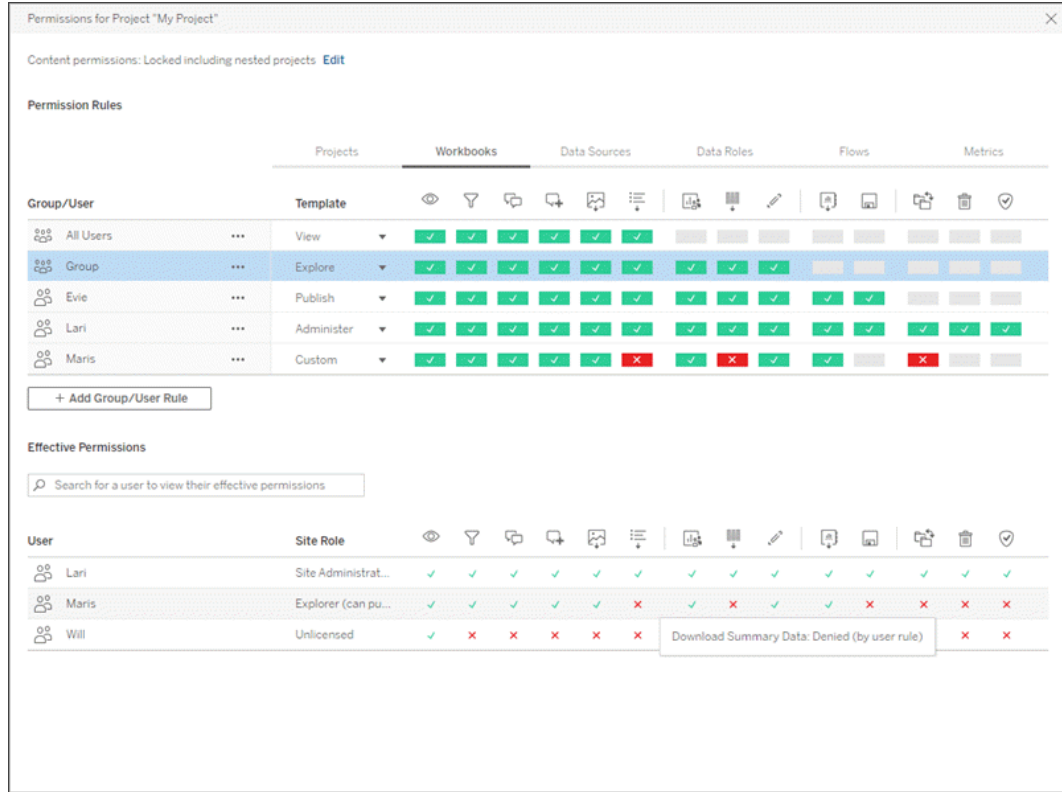 Permissions for Project "My Project"
Content permissions: Locked including nested projects Edit
Permission Rules
Projects Workbooks Data Sources Data Roles Flows Metrics
Group/User Template
All Users View
Group Explore
Evie Publish
Lari Administer
Maris Custom
+ Add Group/User Rule
Effective Permissions
Search for a user to view their effective permissions
User Site Role
Lari Site Administrat...
Maris Explorer (can pu...
Will Unlicensed
Download Summary Data: Denied (by user rule)